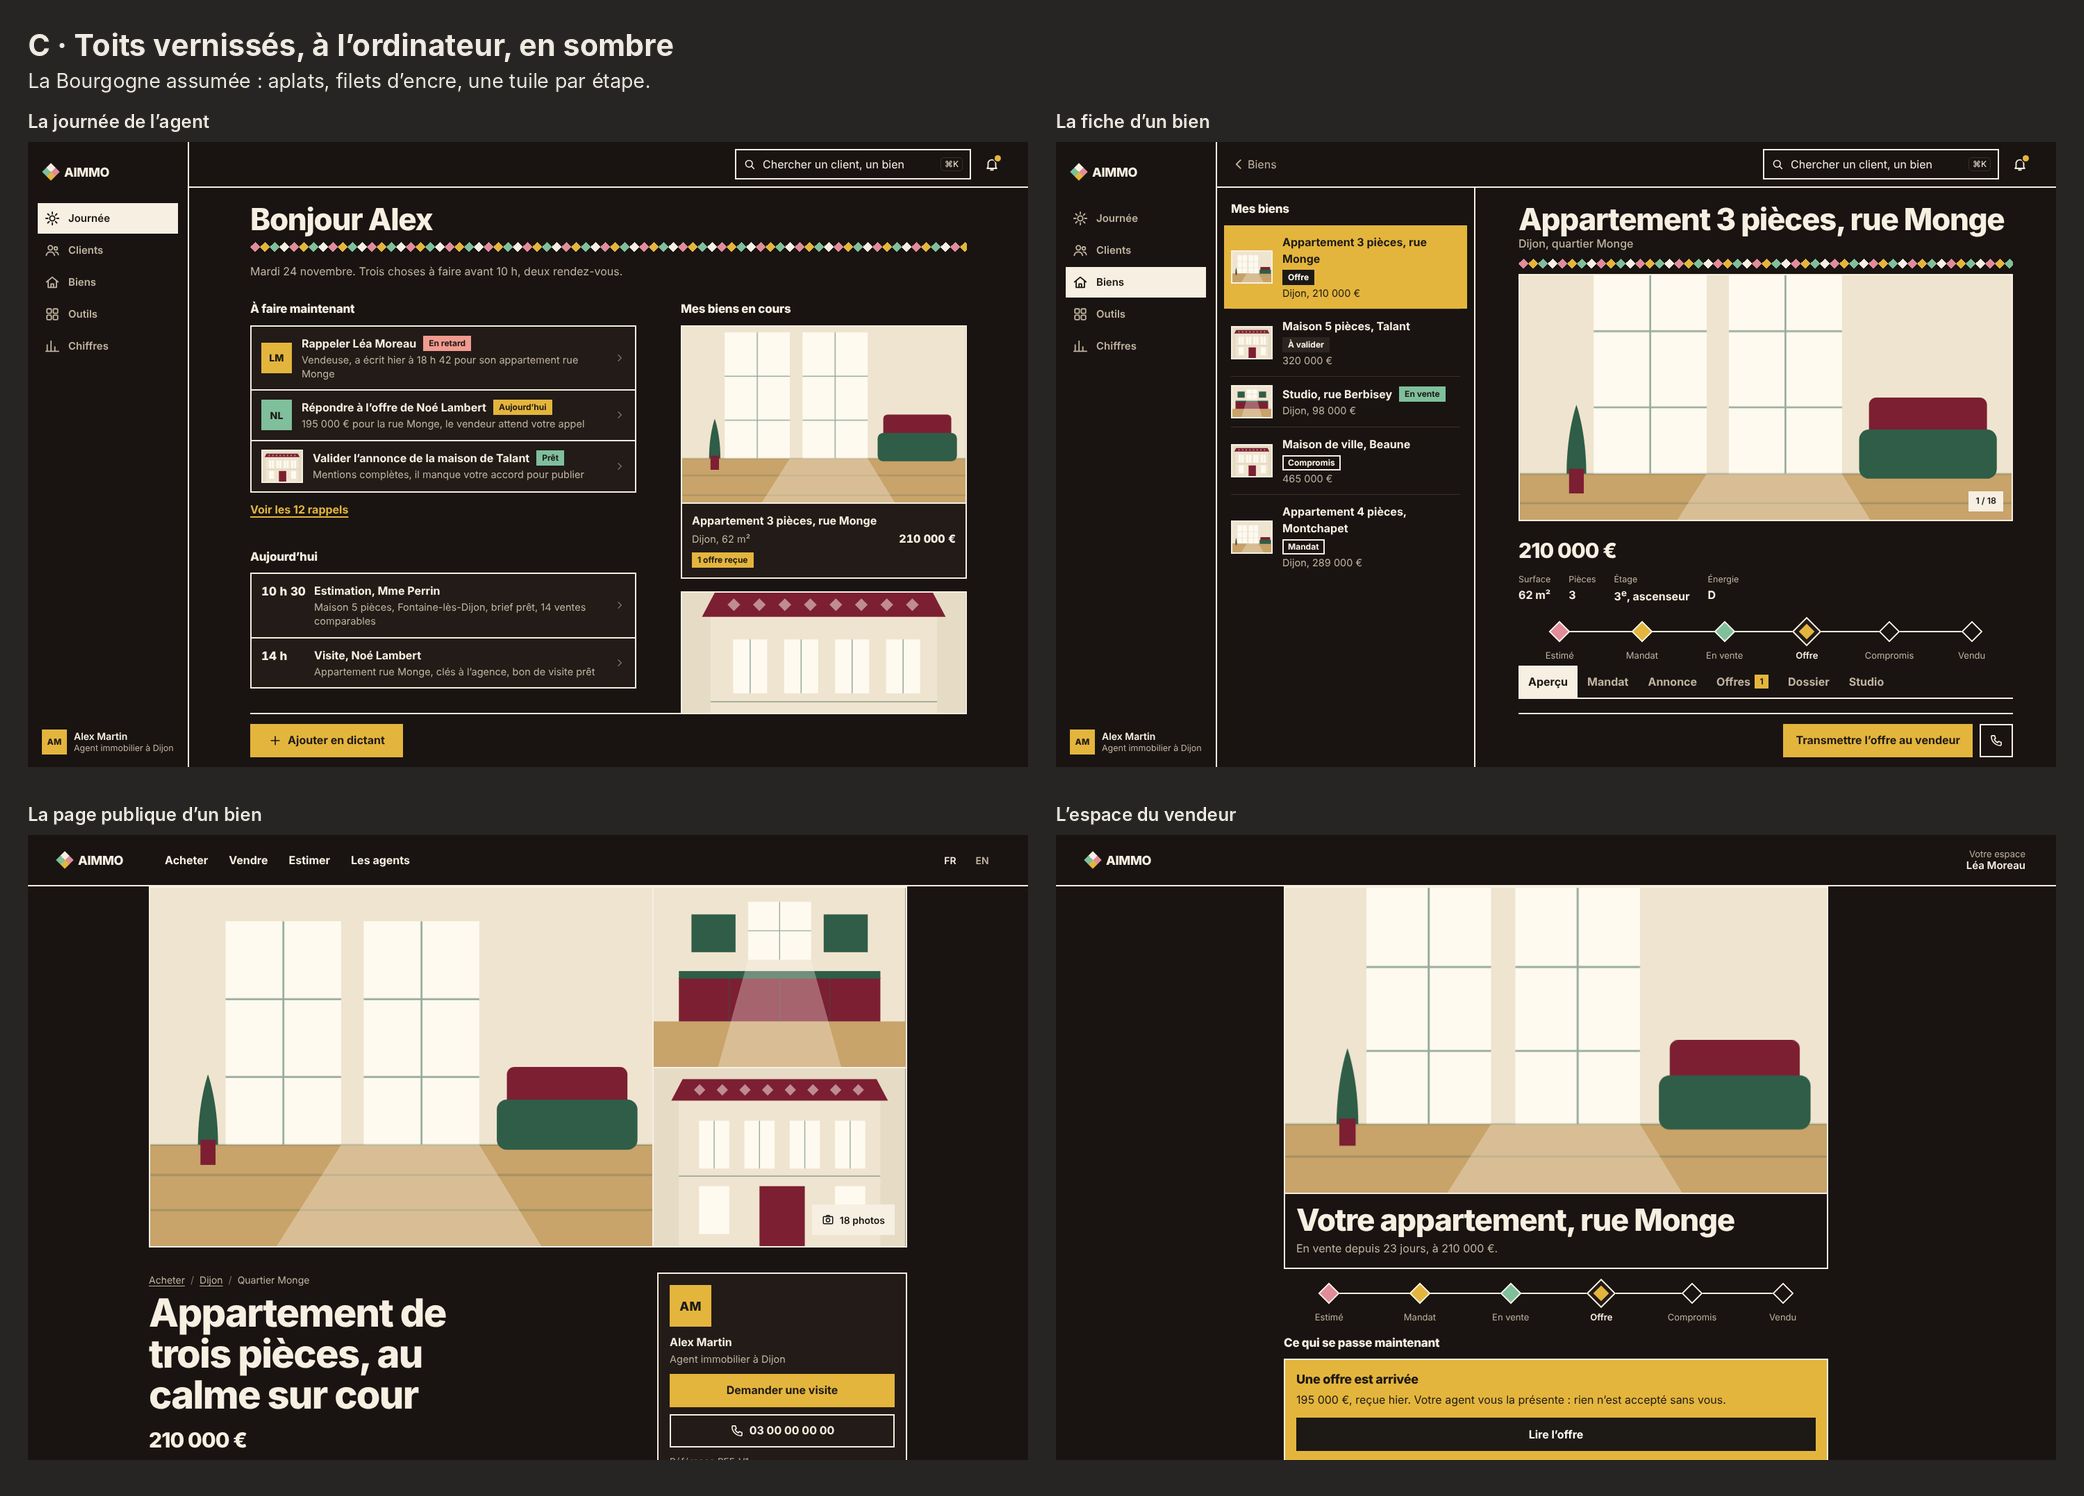 C · Toits vernissés, à l’ordinateur, en sombre
La Bourgogne assumée : aplats, filets d’encre, une tuile par étape.
La journée de l’agent
AIMMO
Chercher un client, un bien
⌘K
Journée
Clients
Biens
Outils
Chiffres
Bonjour Alex
Mardi 24 novembre. Trois choses à faire avant 10 h, deux rendez-vous.
À faire maintenant
LM
Rappeler Léa Moreau
En retard
Vendeuse, a écrit hier à 18 h 42 pour son appartement rue
Monge
NL
Répondre à l’offre de Noé Lambert
Aujourd’hui
195 000 € pour la rue Monge, le vendeur attend votre appel
Valider l’annonce de la maison de Talant
Prêt
Mentions complètes, il manque votre accord pour publier
Voir les 12 rappels
Aujourd’hui
10 h 30
Estimation, Mme Perrin
Maison 5 pièces, Fontaine-lès-Dijon, brief prêt, 14 ventes
comparables
14 h
Visite, Noé Lambert
Appartement rue Monge, clés à l’agence, bon de visite prêt
Mes biens en cours
Appartement 3 pièces, rue Monge
Dijon, 62 m²
210 000 €
1 offre reçue
AM
Alex Martin
Agent immobilier à Dijon
Ajouter en dictant
La fiche d’un bien
AIMMO
Biens
Chercher un client, un bien
⌘K
Journée
Clients
Biens
Outils
Chiffres
Mes biens
Appartement 3 pièces, rue
Monge
Offre
Dijon, 210 000 €
Maison 5 pièces, Talant
À valider
320 000 €
Studio, rue Berbisey
En vente
Dijon, 98 000 €
Maison de ville, Beaune
Compromis
465 000 €
Appartement 4 pièces,
Montchapet
Mandat
Dijon, 289 000 €
AM
Alex Martin
Agent immobilier à Dijon
Appartement 3 pièces, rue Monge
Dijon, quartier Monge
1 / 18
210 000 €
Surface Pièces Étage Énergie
62 m² 3 3e, ascenseur D
Estimé Mandat En vente Offre Compromis Vendu
Aperçu Mandat Annonce Offres 1 Dossier Studio
Transmettre l’offre au vendeur
La page publique d’un bien
AIMMO
Acheter Vendre Estimer Les agents
FR EN
18 photos
Acheter / Dijon / Quartier Monge
Appartement de
trois pièces, au
calme sur cour
210 000 €
AM
Alex Martin
Agent immobilier à Dijon
Demander une visite
03 00 00 00 00
L’espace du vendeur
AIMMO
Votre espace
Léa Moreau
Votre appartement, rue Monge
En vente depuis 23 jours, à 210 000 €.
Estimé Mandat En vente Offre Compromis Vendu
Ce qui se passe maintenant
Une offre est arrivée
195 000 €, reçue hier. Votre agent vous la présente : rien n’est accepté sans vous.
Lire l’offre